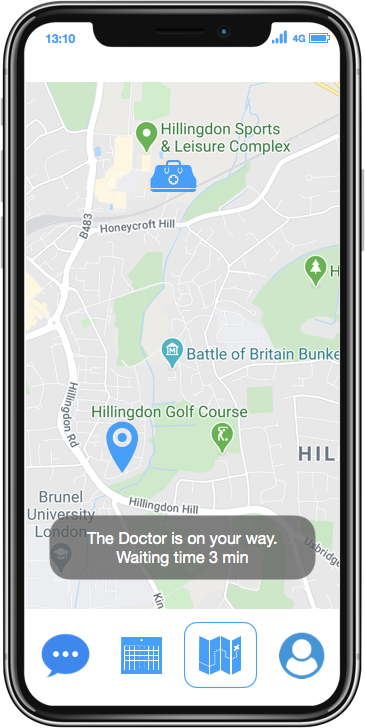 13:10
4G
Hillingdon Sports
& Leisure Complex
B483
Honeycroft Hill
H
Battle of Britain Bunke
Hillingdon Rd
Hillingdon Golf Course
HIL
Brunel
University
London
Hillingdon Hill
Uxbridge
The Doctor is on your way.
Waiting time 3 min
Kin